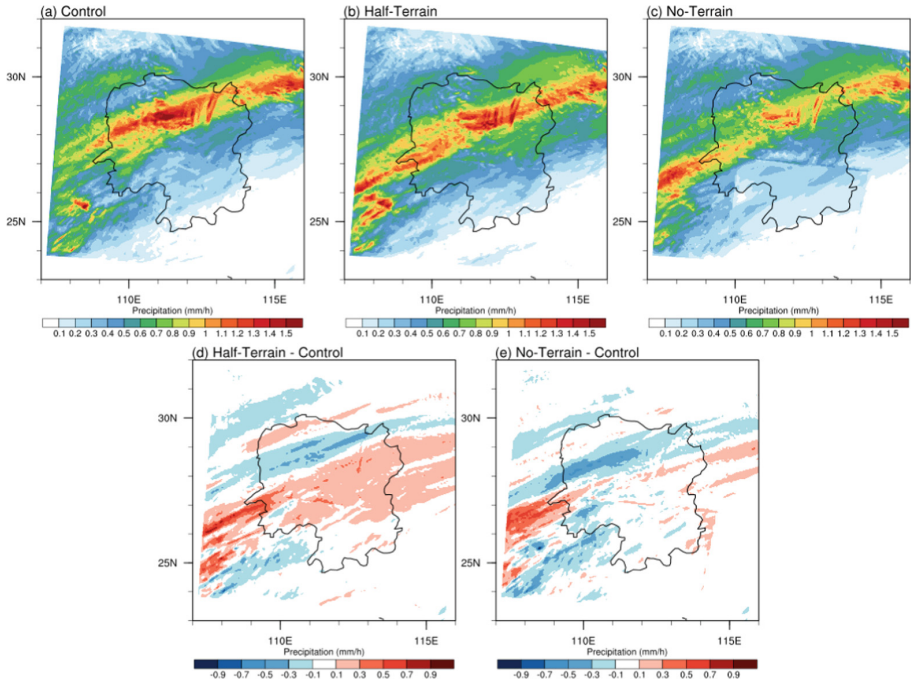 (a) Control
(b) Half-Terrain
(c) No-Terrain
30N
30N
30N
25N
25N
25N
110E 115E
110E 115E
110E 115E
Precipitation (mm/h)
Precipitation (mm/h)
Precipitation (mm/h)
0.1 0.2 0.3 0.4 0.5 0.6 0.7 0.8 0.9 1 1.1 1.2 1.3 1.4 1.5
0.1 0.2 0.3 0.4 0.5 0.6 0.7 0.8 0.9 1 1.1 1.2 1.3 1.4 1.5
0.1 0.2 0.3 0.4 0.5 0.6 0.7 0.8 0.9 1 1.1 1.2 1.3 1.4 1.5
(d) Half-Terrain - Control
(e) No-Terrain - Control
30N
30N
25N
25N
110E 115E
110E 115E
Precipitation (mm/h)
Precipitation (mm/h)
-0.9 -0.7 -0.5 -0.3 -0.1 0.1 0.3 0.5 0.7 0.9
-0.9 -0.7 -0.5 -0.3 -0.1 0.1 0.3 0.5 0.7 0.9